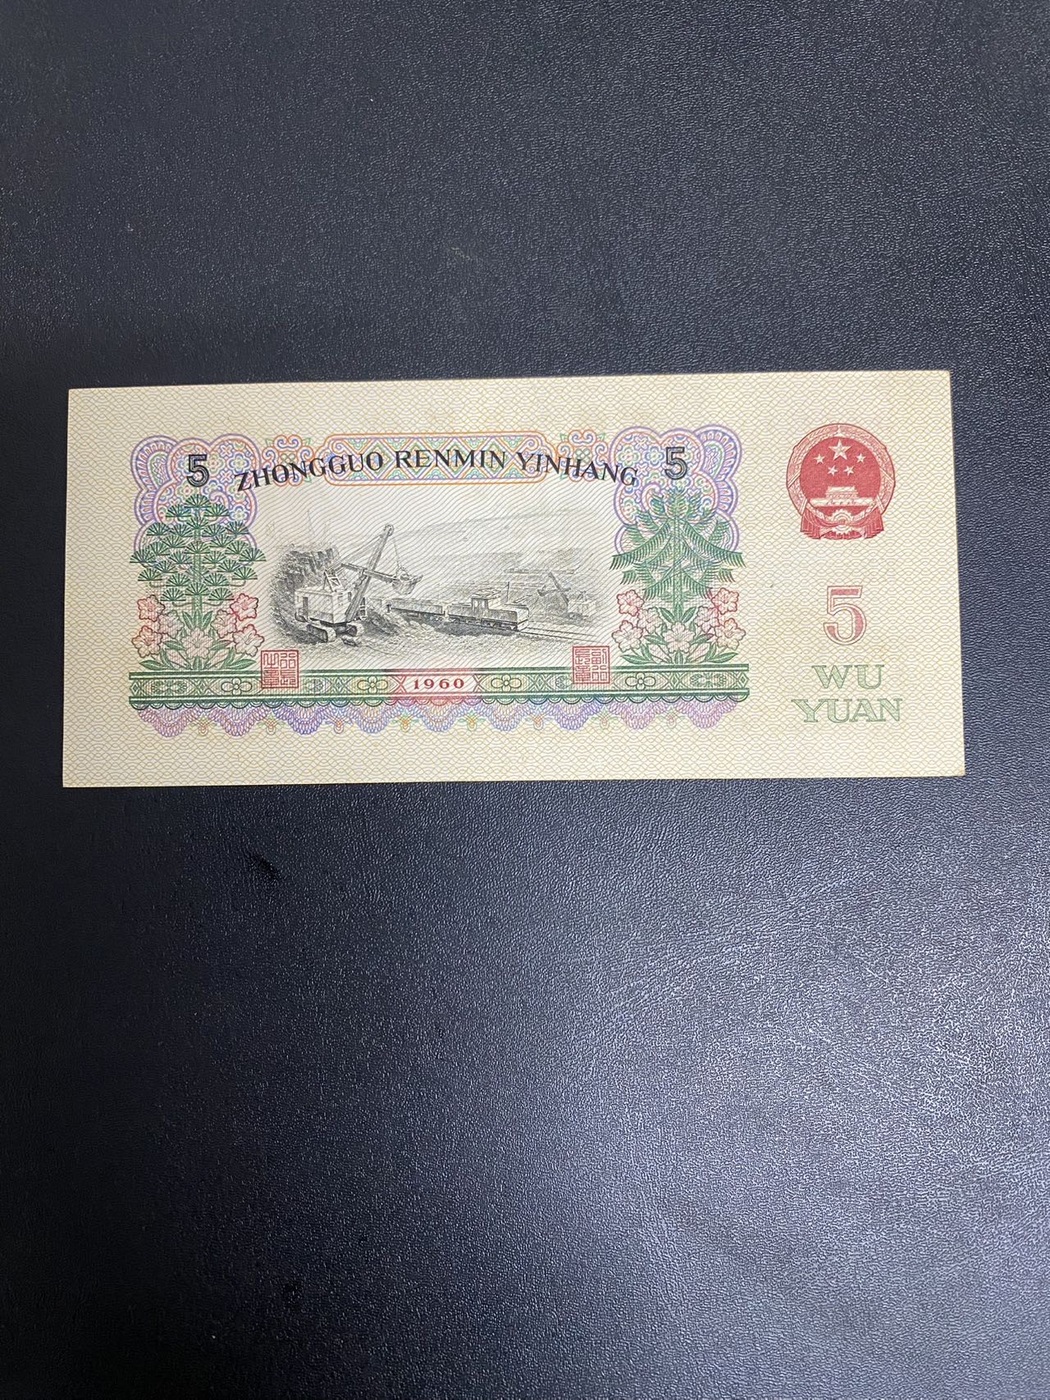 5 ZHONGGUO RENMIN YINHANG 5
1960
5
WU
YUAN